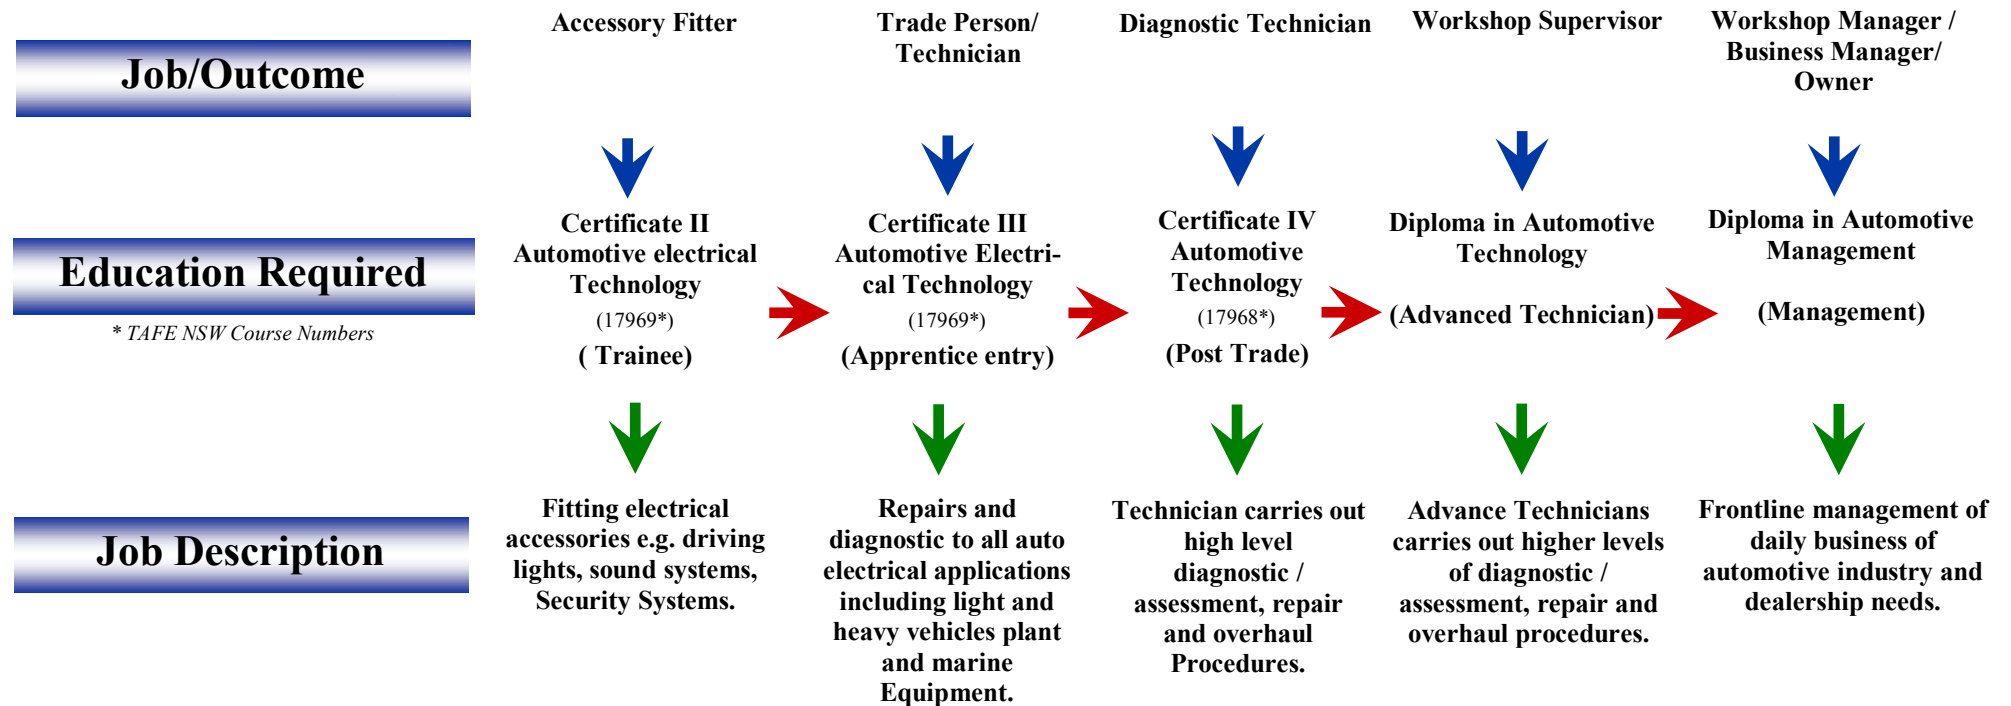 Job/Outcome
Accessory Fitter
Trade Person/
Technician
Diagnostic Technician
Workshop Supervisor
Workshop Manager /
Business Manager/
Owner
Education Required
* TAFE NSW Course Numbers
Certificate II
Automotive electrical
Technology
(17969*)
( Trainee)
Certificate III
Automotive Electri-
cal Technology
(17969*)
(Apprentice entry)
Certificate IV
Automotive
Technology
(17968*)
(Post Trade)
Diploma in Automotive
Technology
(Advanced Technician)
Diploma in Automotive
Management
(Management)
Job Description
Fitting electrical
accessories e.g. driving
lights, sound systems,
Security Systems.
Repairs and
diagnostic to all auto
electrical applications
including light and
heavy vehicles plant
and marine
Equipment.
Technician carries out
high level
diagnostic /
assessment, repair
and overhaul
Procedures.
Advance Technicians
carries out higher levels
of diagnostic /
assessment, repair and
overhaul procedures.
Frontline management of
daily business of
automotive industry and
dealership needs.